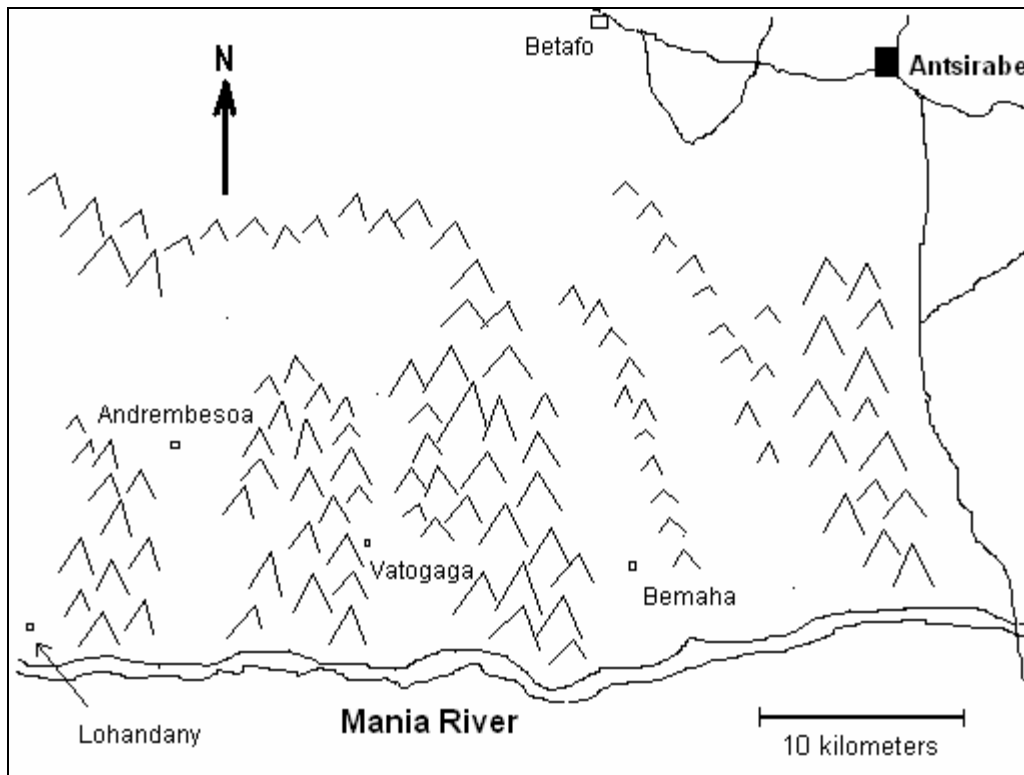 Betafo
N
Antsirabe
Andrembesoa
Vatogaga
Bemaha
Mania River
Lohandany
10 kilometers